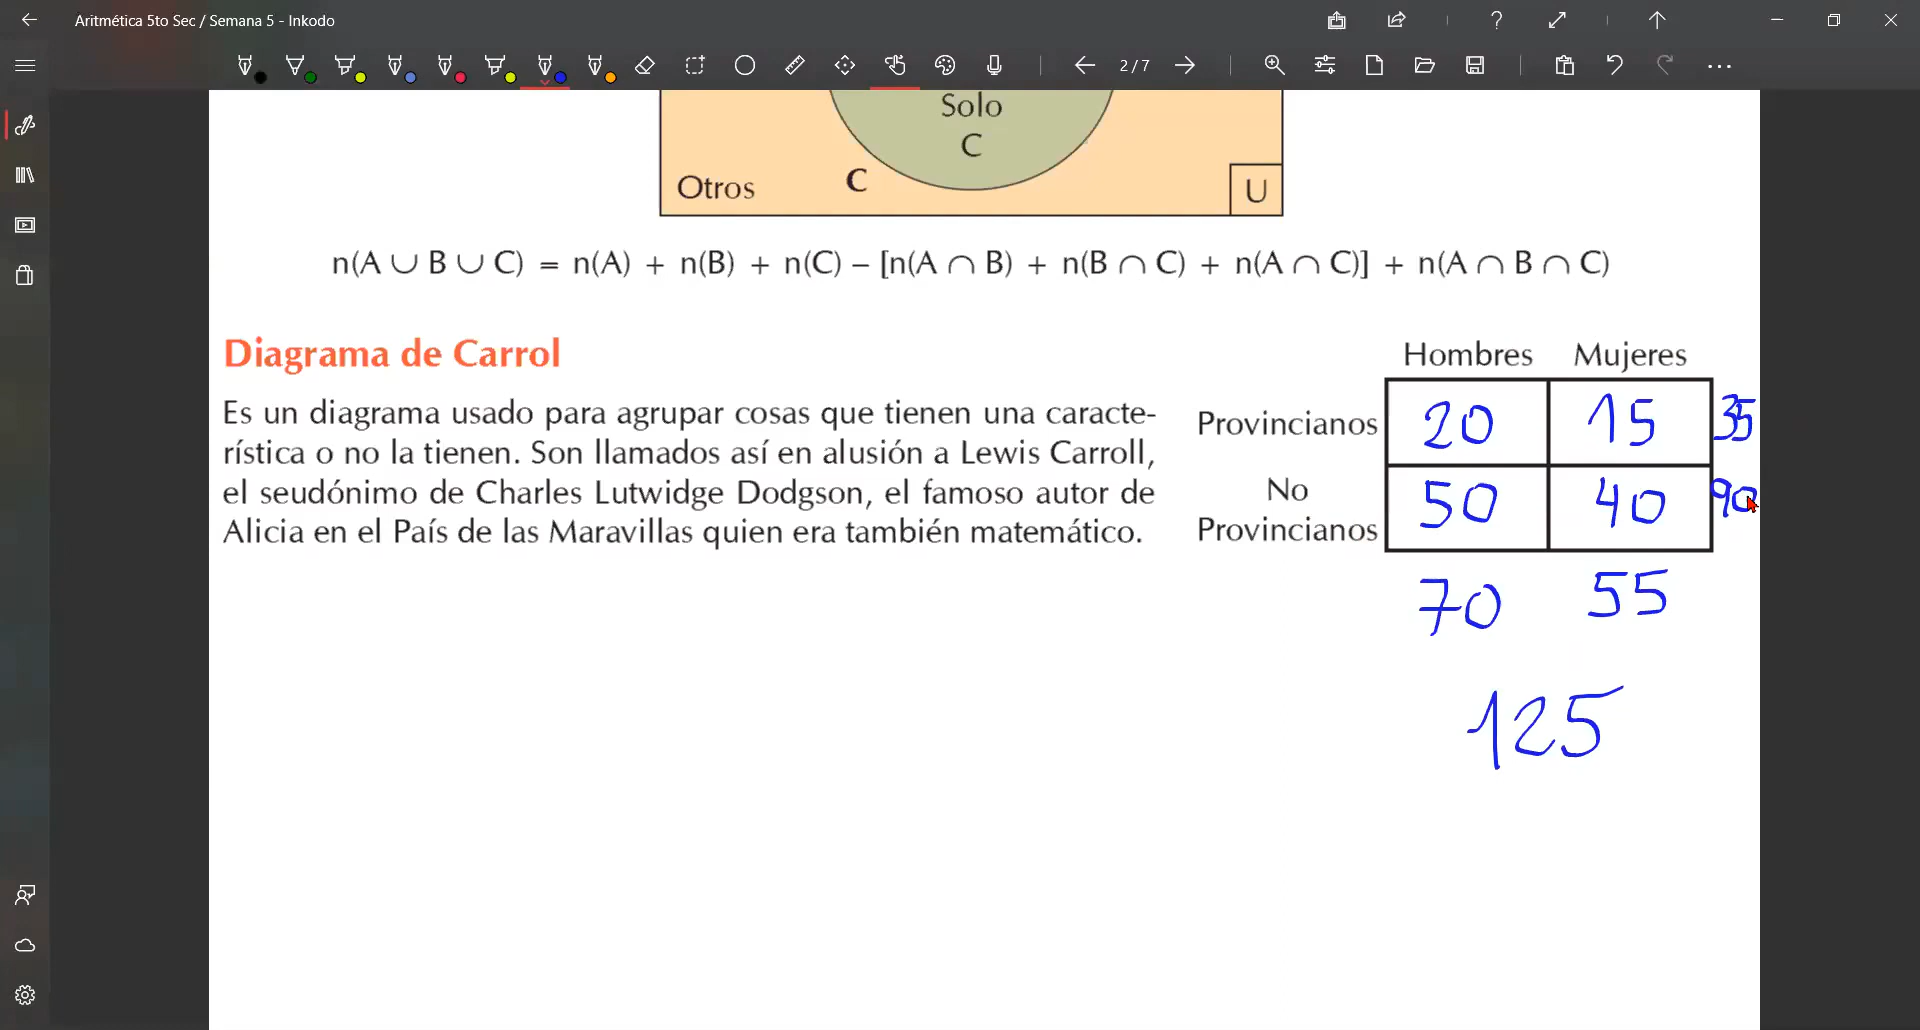 Aritmética 5to Sec / Semana 5 - Inkodo
2 / 7
Solo
C
Otros
C
U
n(A ∪ B ∪ C) = n(A) + n(B) + n(C) – [n(A ∩ B) + n(B ∩ C) + n(A ∩ C)] + n(A ∩ B ∩ C)
Diagrama de Carrol
Es un diagrama usado para agrupar cosas que tienen una caracte-
rística o no la tienen. Son llamados así en alusión a Lewis Carroll,
el seudónimo de Charles Lutwidge Dodgson, el famoso autor de
Alicia en el País de las Maravillas quien era también matemático.
Hombres Mujeres
Provincianos 20 15 35
No
Provincianos 50 40 90
70 55
125